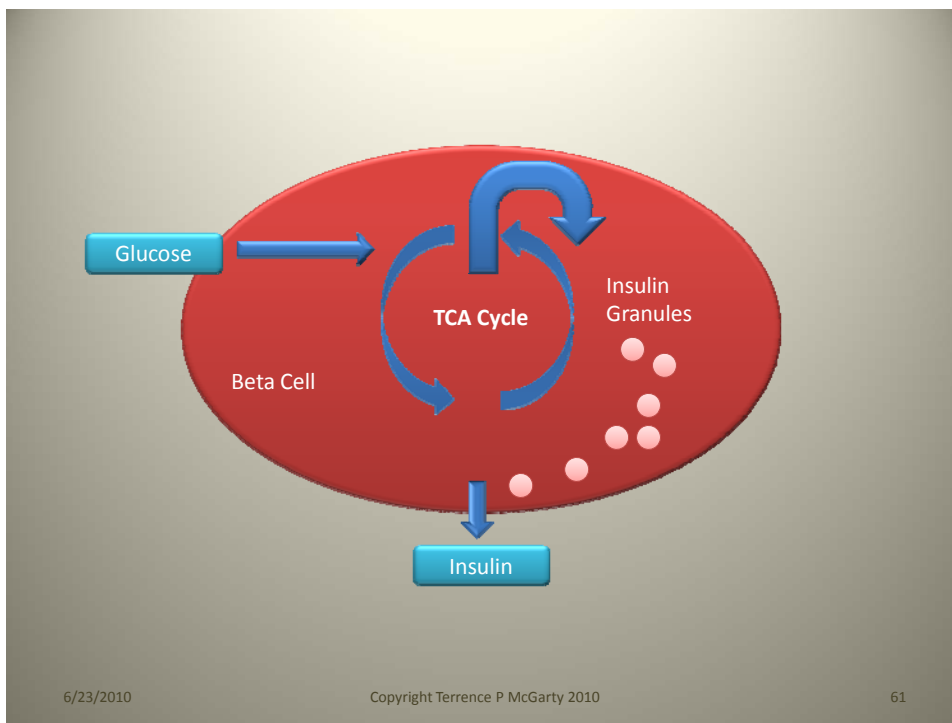 Glucose
Insulin
Granules
TCA Cycle
Beta Cell
Insulin
6/23/2010
Copyright Terrence P McGarty 2010
61